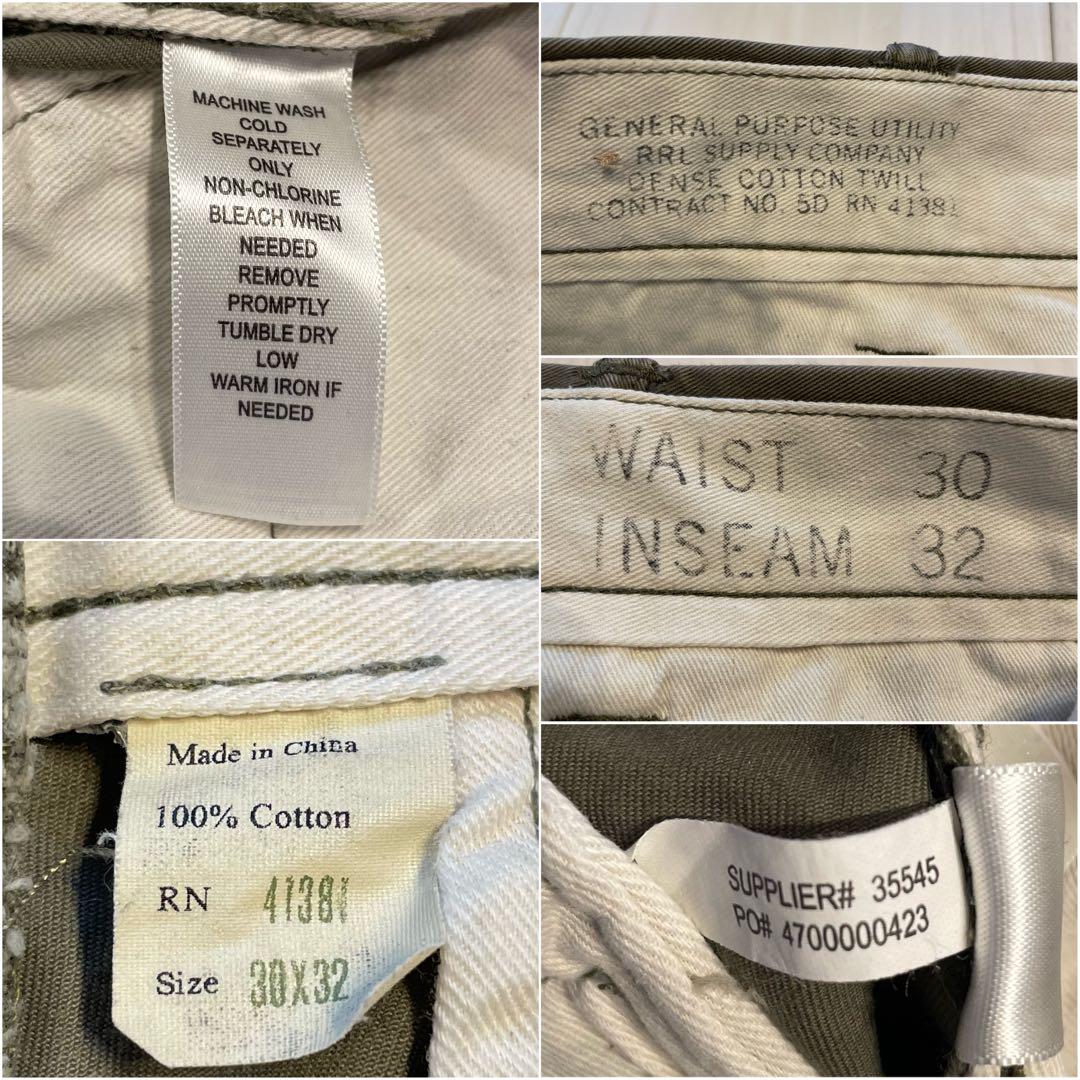 MACHINE WASH
COLD
SEPARATELY
ONLY
NON-CHLORINE
BLEACH WHEN
NEEDED
REMOVE
PROMPTLY
TUMBLE DRY
LOW
WARM IRON IF
NEEDED
GENERAL PURPOSE UTILITY
RRL SUPPLY COMPANY
DENSE COTTON TWILL
CONTRACT NO. 5D RN 41381
WAIST 30
INSEAM 32
Made in China
100% Cotton
RN 41381
Size 30X32
SUPPLIER# 35545
PO# 4700000423